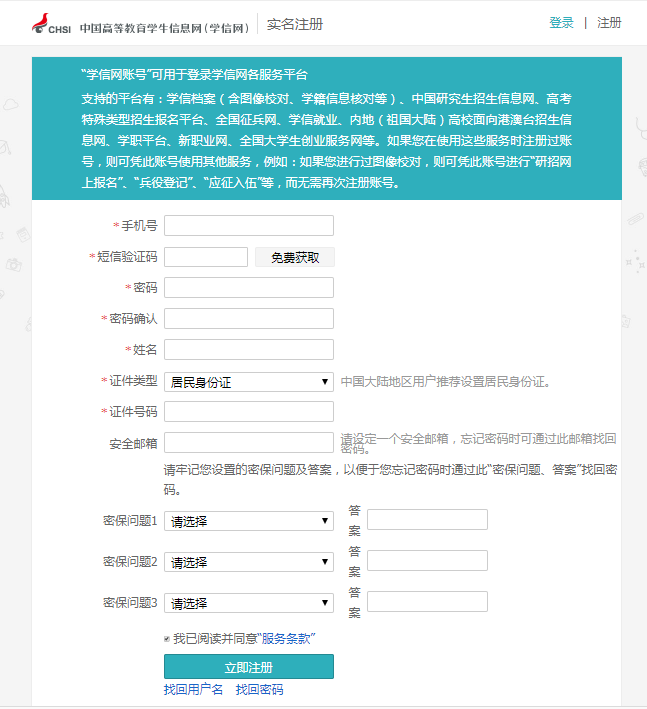 CHSI 中国高等教育学生信息网(学信网) 实名注册 登录 | 注册
“学信网账号”可用于登录学信网各服务平台
支持的平台有：学信档案（含图像校对、学籍信息核对等）、中国研究生招生信息网、高考
特殊类型招生报名平台、全国征兵网、学信就业、内地（祖国大陆）高校面向港澳台招生信
息网、学职平台、新职业网、全国大学生创业服务网等。如果您在使用这些服务时注册过账
号，则可凭此账号使用其他服务，例如：如果您进行过图像校对，则可凭此账号进行“研招网
上报名”、“兵役登记”、“应征入伍”等，而无需再次注册账号。
*手机号
*短信验证码 免费获取
*密码
*密码确认
*姓名
*证件类型 居民身份证 中国大陆地区用户推荐设置居民身份证。
*证件号码
安全邮箱 请设定一个安全邮箱，忘记密码时可通过此邮箱找回
密码。
请牢记您设置的密保问题及答案，以便于您忘记密码时通过此“密保问题、答案”找回密
码。
密保问题1 请选择 答
案
密保问题2 请选择 答
案
密保问题3 请选择 答
案
我已阅读并同意“服务条款”
立即注册
找回用户名 找回密码